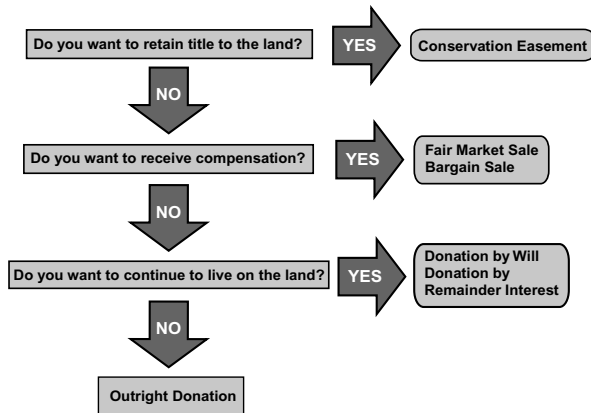 Do you want to retain title to the land?
YES
Conservation Easement
NO
Do you want to receive compensation?
YES
Fair Market Sale
Bargain Sale
NO
Do you want to continue to live on the land?
YES
Donation by Will
Donation by
Remainder Interest
NO
Outright Donation